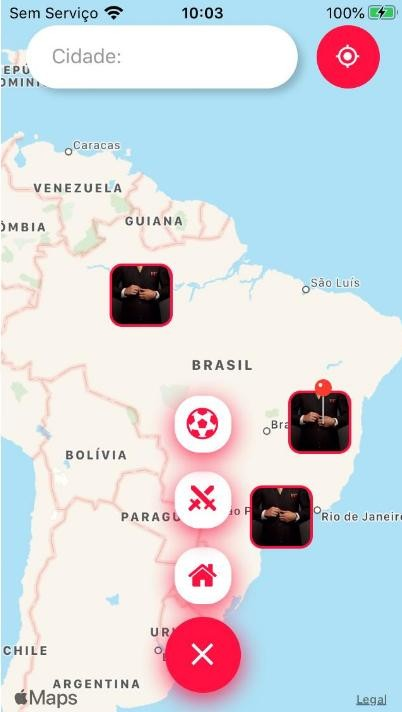 Sem Serviço
10:03
100%
Cidade:
Caracas
VENEZUELA
GUIANA
São Luís
BRASIL
BOLÍVIA
Rio de Janeiro
CHILE
ARGENTINA
Maps
Legal